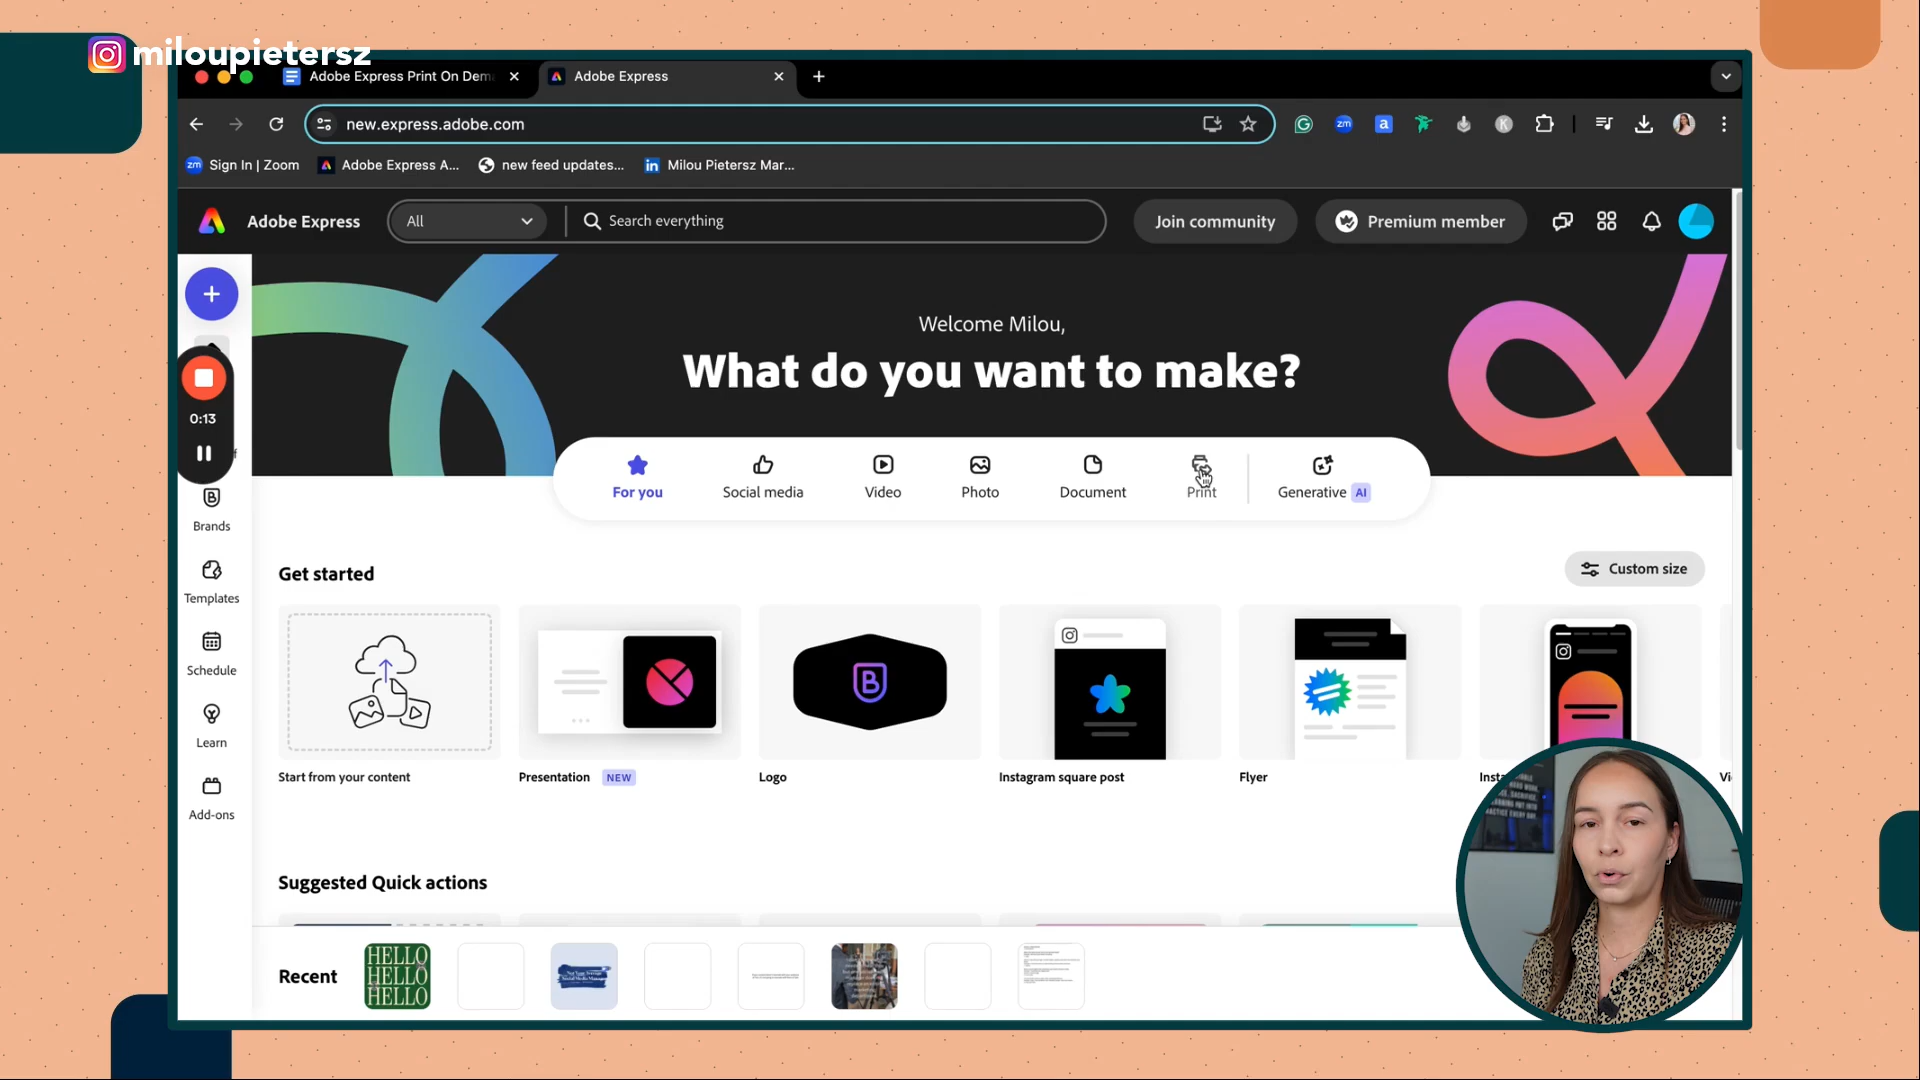 miloupietersz
Adobe Express Print On Dem
Adobe Express
new.express.adobe.com
Sign In | Zoom
Adobe Express A...
new feed updates...
Milou Pietersz Mar...
Adobe Express
All
Search everything
Join community
Premium member
Welcome Milou,
What do you want to make?
0:13
For you
Social media
Video
Photo
Document
Print
Generative AI
Brands
Templates
Schedule
Learn
Add-ons
Get started
Custom size
Start from your content
Presentation NEW
Logo
Instagram square post
Flyer
Insta
Suggested Quick actions
Recent
HELLO
HELLO
HELLO